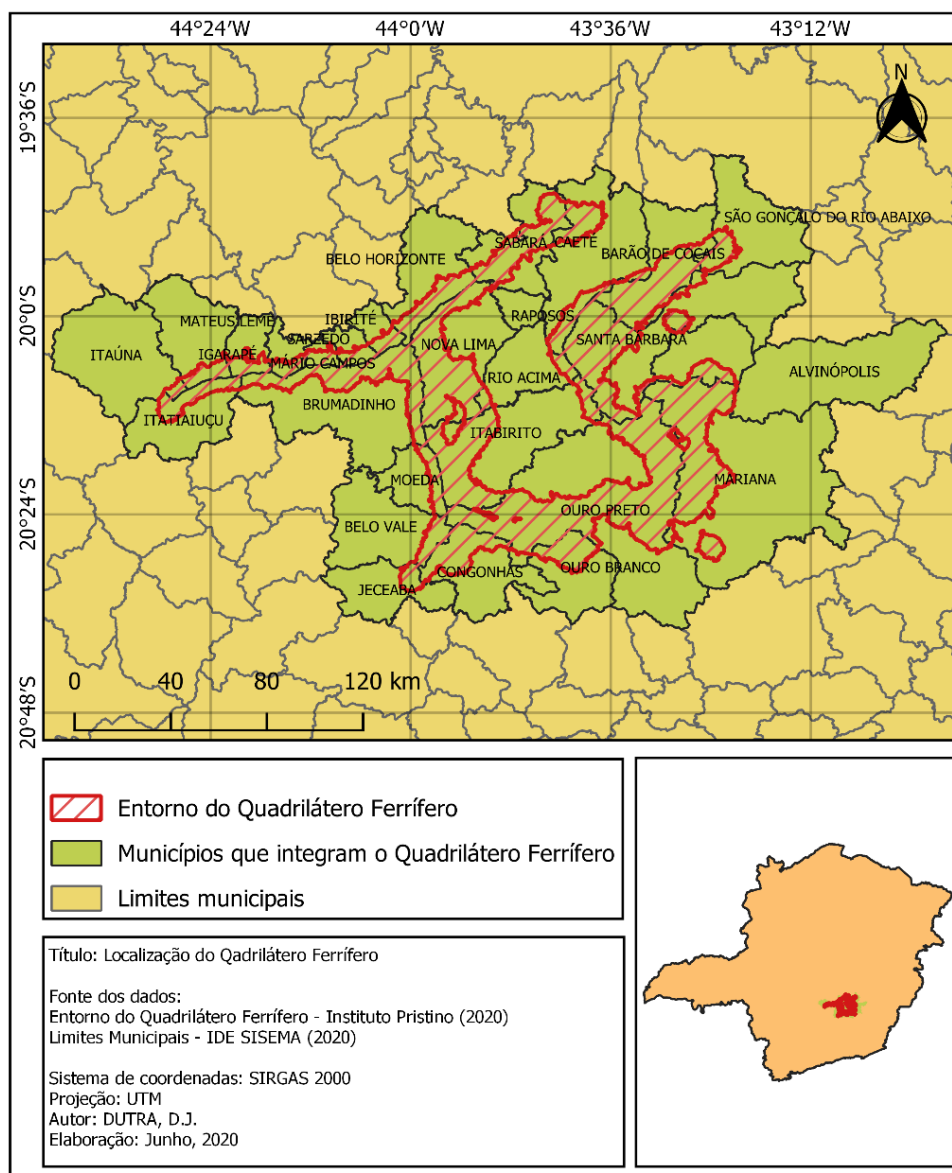 44°24′S 44°0′S 43°36′S 43°12′S
19°36′S
20°0′S
20°24′S
20°48′S
N
SÃO GONÇALO DO RIO ABAIXO
SABARÁ CAETÉ
BARÃO DE COCAIS
BELO HORIZONTE
RAPOSOS
MATEUS LEME
IBIRITÉ
SARZEDO
SANTA BÁRBARA
NOVA LIMA
ITAÚNA
IGARAPÉ
MÁRIO CAMPOS
RIO ACIMA
ALVINÓPOLIS
BRUMADINHO
ITATIAIUÇU
ITABIRITO
MOEDA
MARIANA
OURO PRETO
BELO VALE
CONGONHAS
OURO BRANCO
JECEABA
0 40 80 120 km
Entorno do Quadrilátero Ferrífero
Municípios que integram o Quadrilátero Ferrífero
Limites municipais
Título: Localização do Qadrilátero Ferrífero
Fonte dos dados:
Entorno do Quadrilátero Ferrífero - Instituto Pristino (2020)
Limites Municipais - IDE SISEMA (2020)
Sistema de coordenadas: SIRGAS 2000
Projeção: UTM
Autor: DUTRA, D.J.
Elaboração: Junho, 2020